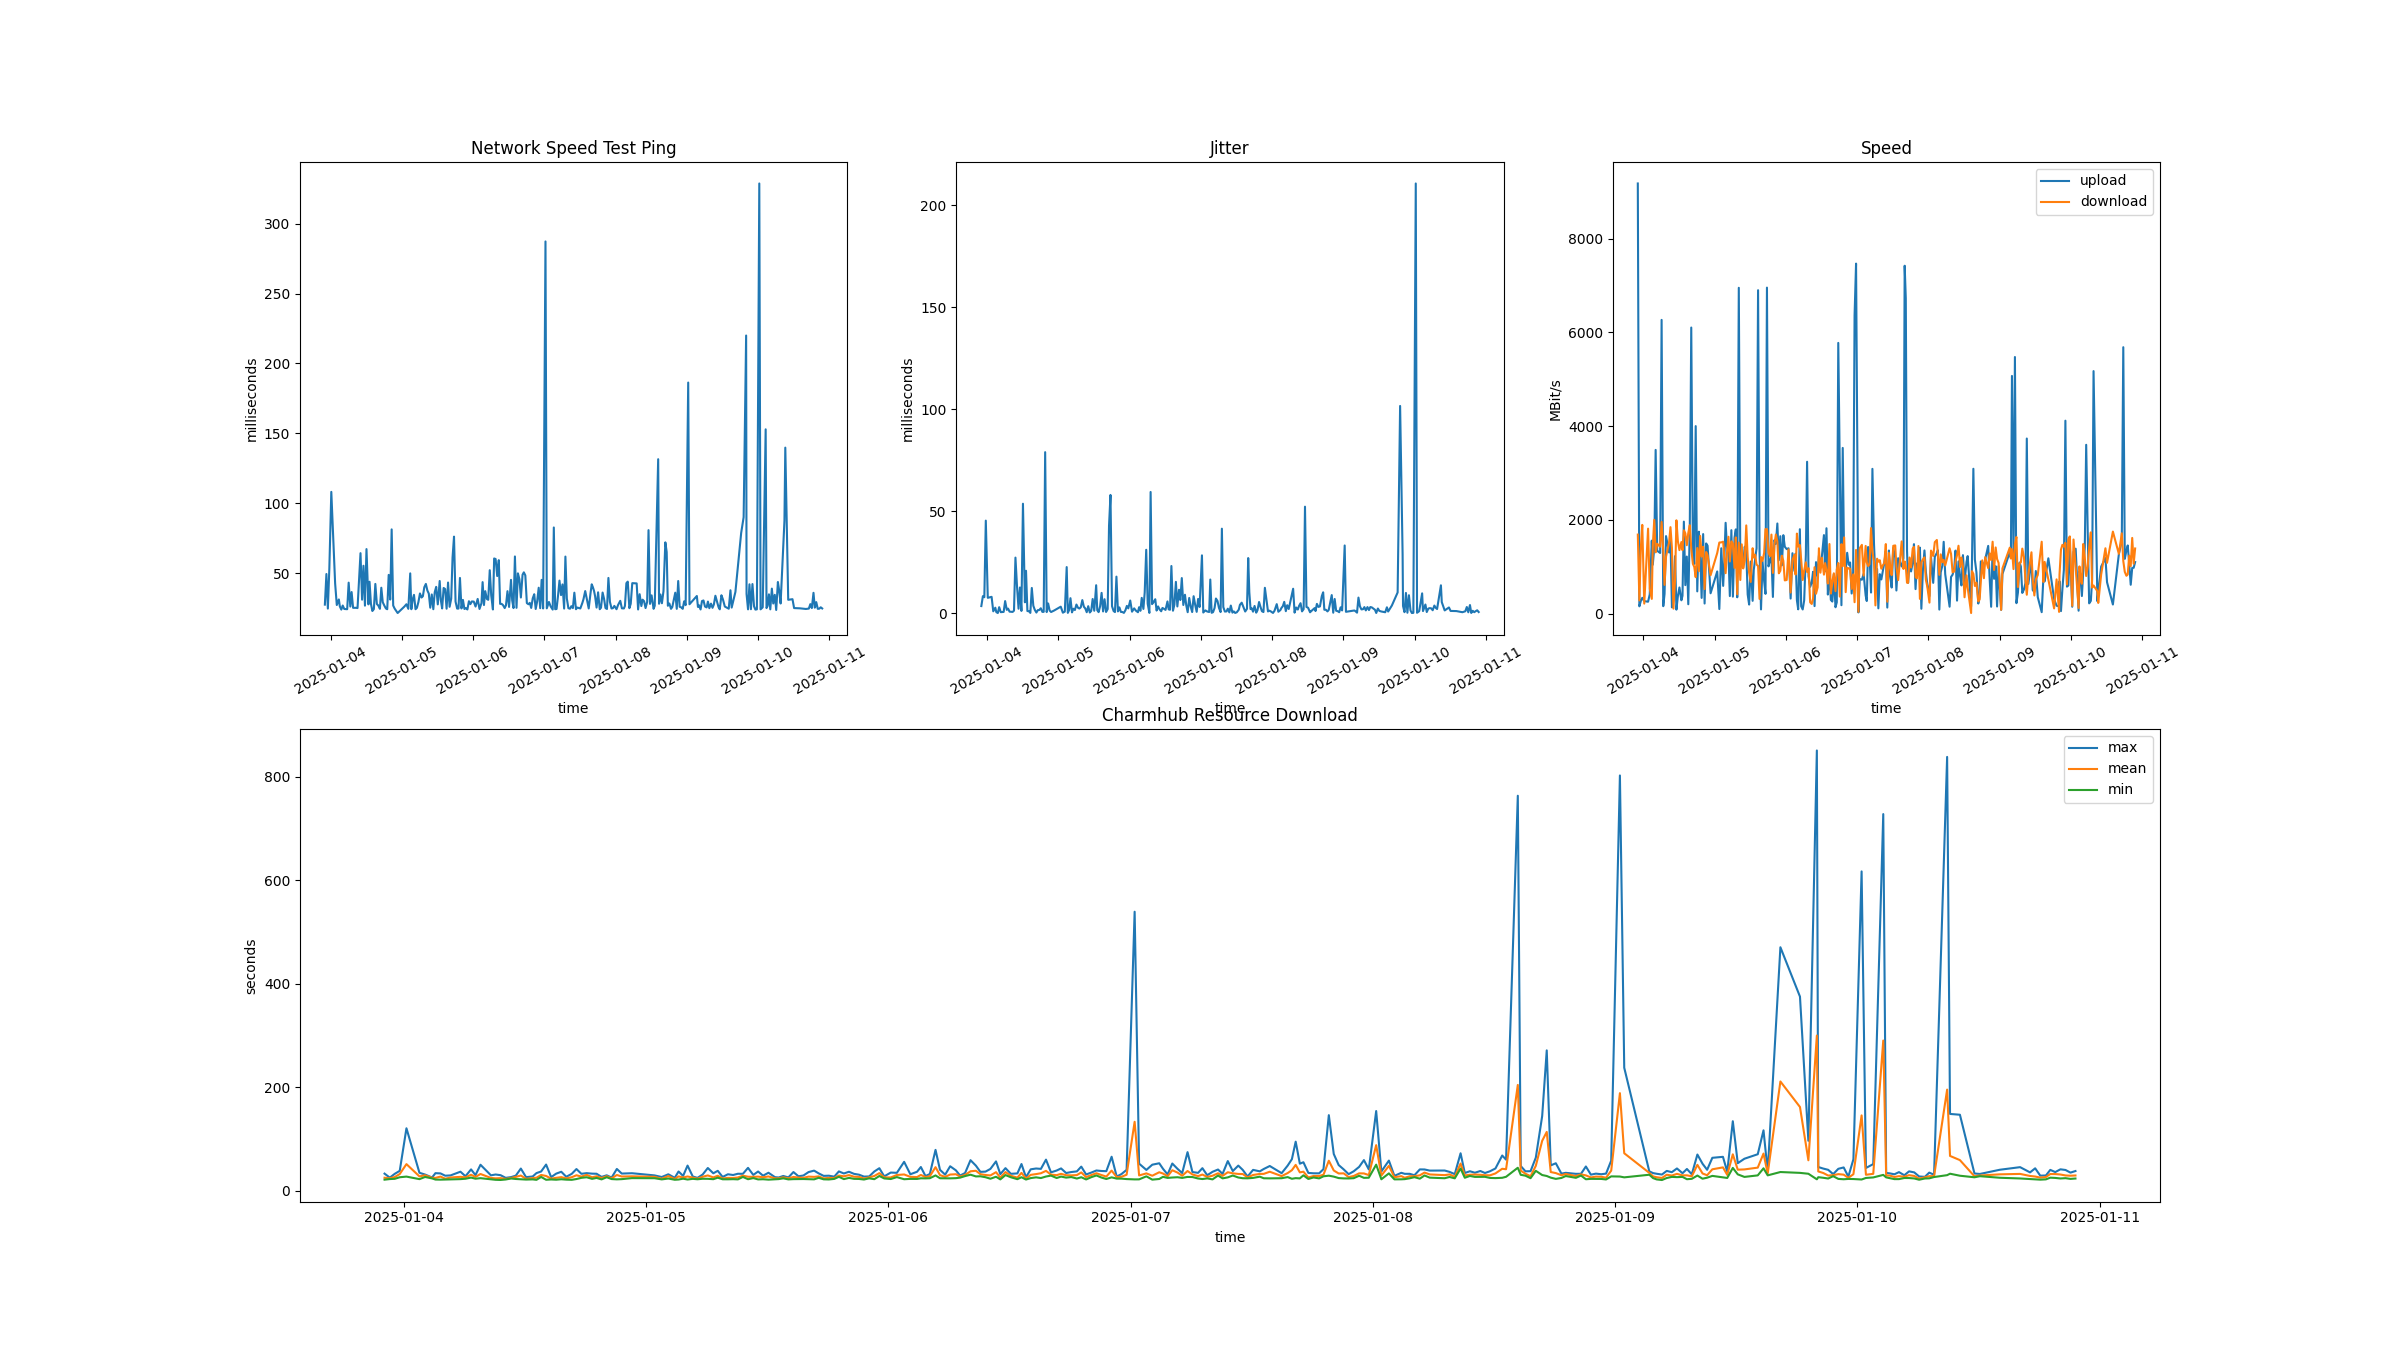 Network Speed Test Ping
milliseconds
300
250
200
150
100
50
2025-01-04 2025-01-05 2025-01-06 2025-01-07 2025-01-08 2025-01-09 2025-01-10 2025-01-11
time
Jitter
milliseconds
200
150
100
50
0
2025-01-04 2025-01-05 2025-01-06 2025-01-07 2025-01-08 2025-01-09 2025-01-10 2025-01-11
time
Speed
upload
download
MBit/s
8000
6000
4000
2000
0
2025-01-04 2025-01-05 2025-01-06 2025-01-07 2025-01-08 2025-01-09 2025-01-10 2025-01-11
time
Charmhub Resource Download
max
mean
min
seconds
800
600
400
200
0
2025-01-04 2025-01-05 2025-01-06 2025-01-07 2025-01-08 2025-01-09 2025-01-10 2025-01-11
time